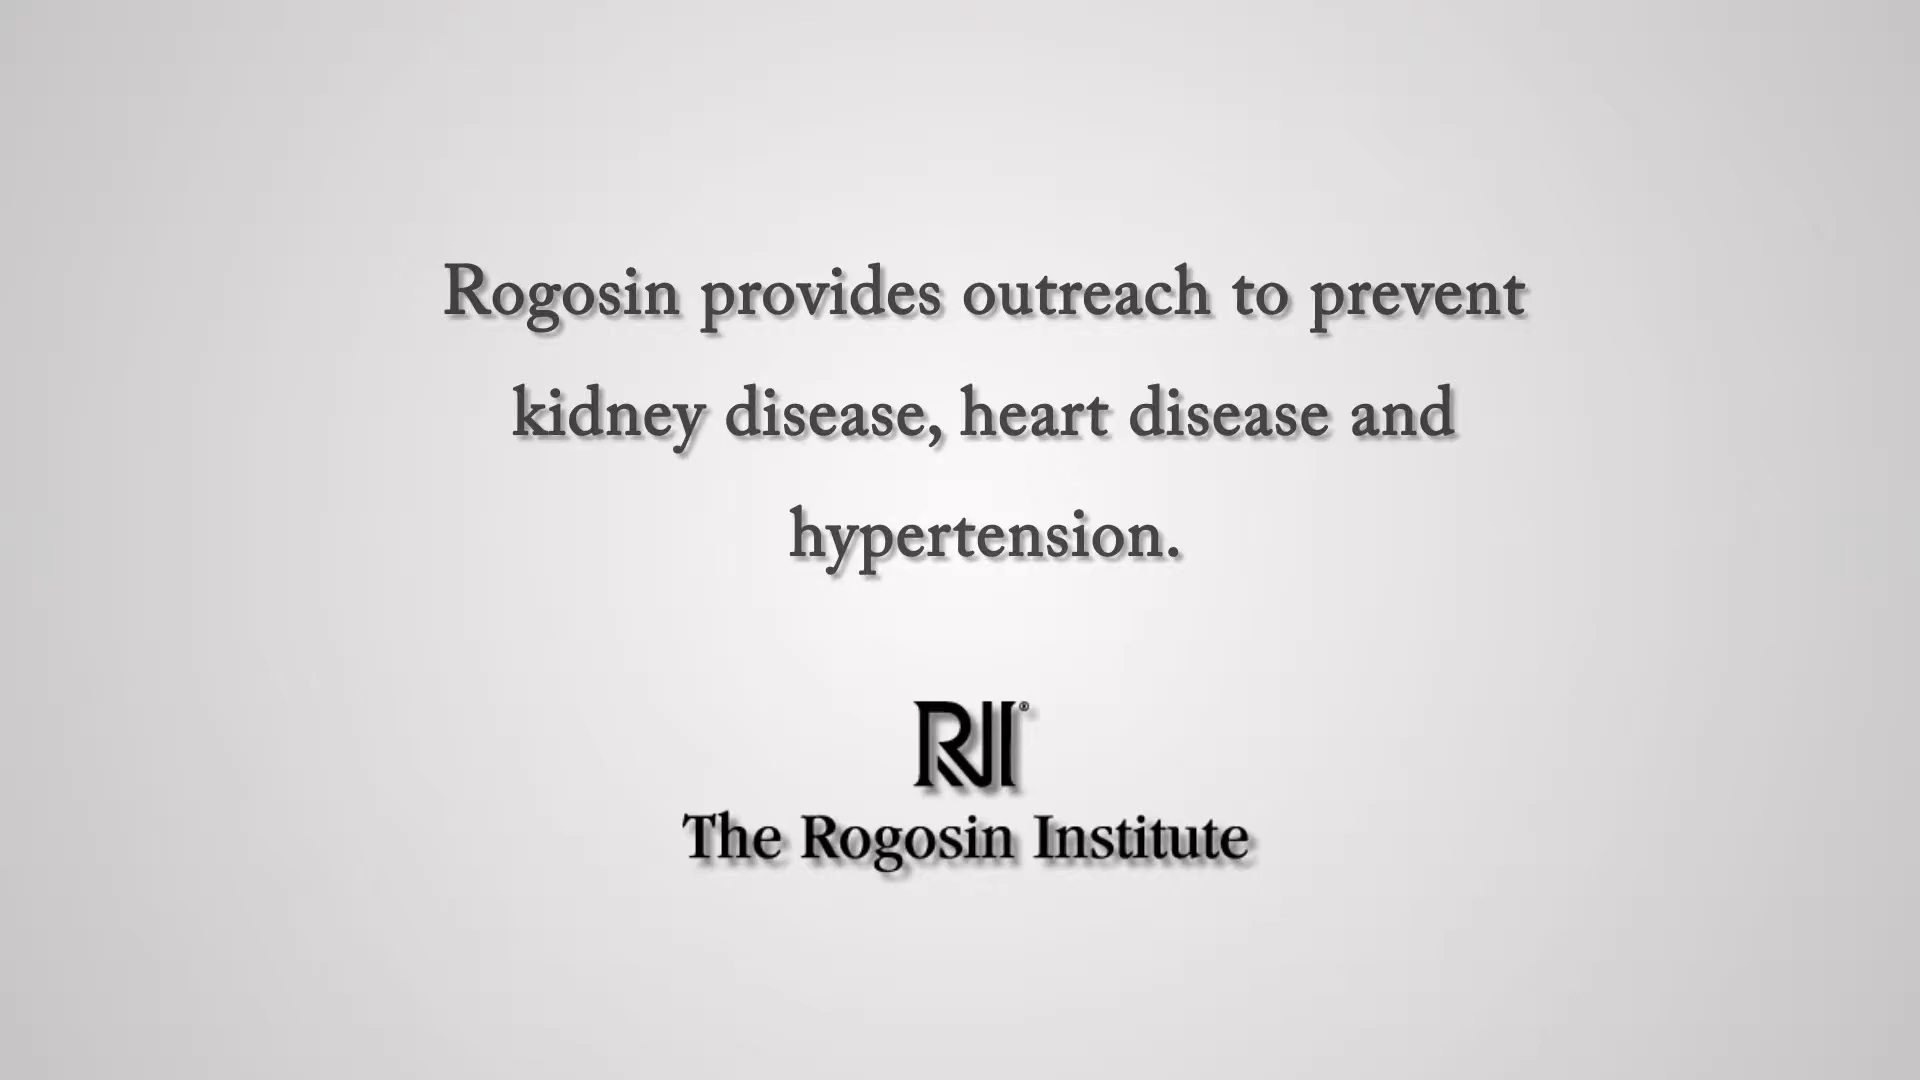 Rogosin provides outreach to prevent
kidney disease, heart disease and
hypertension.
RI®
The Rogosin Institute